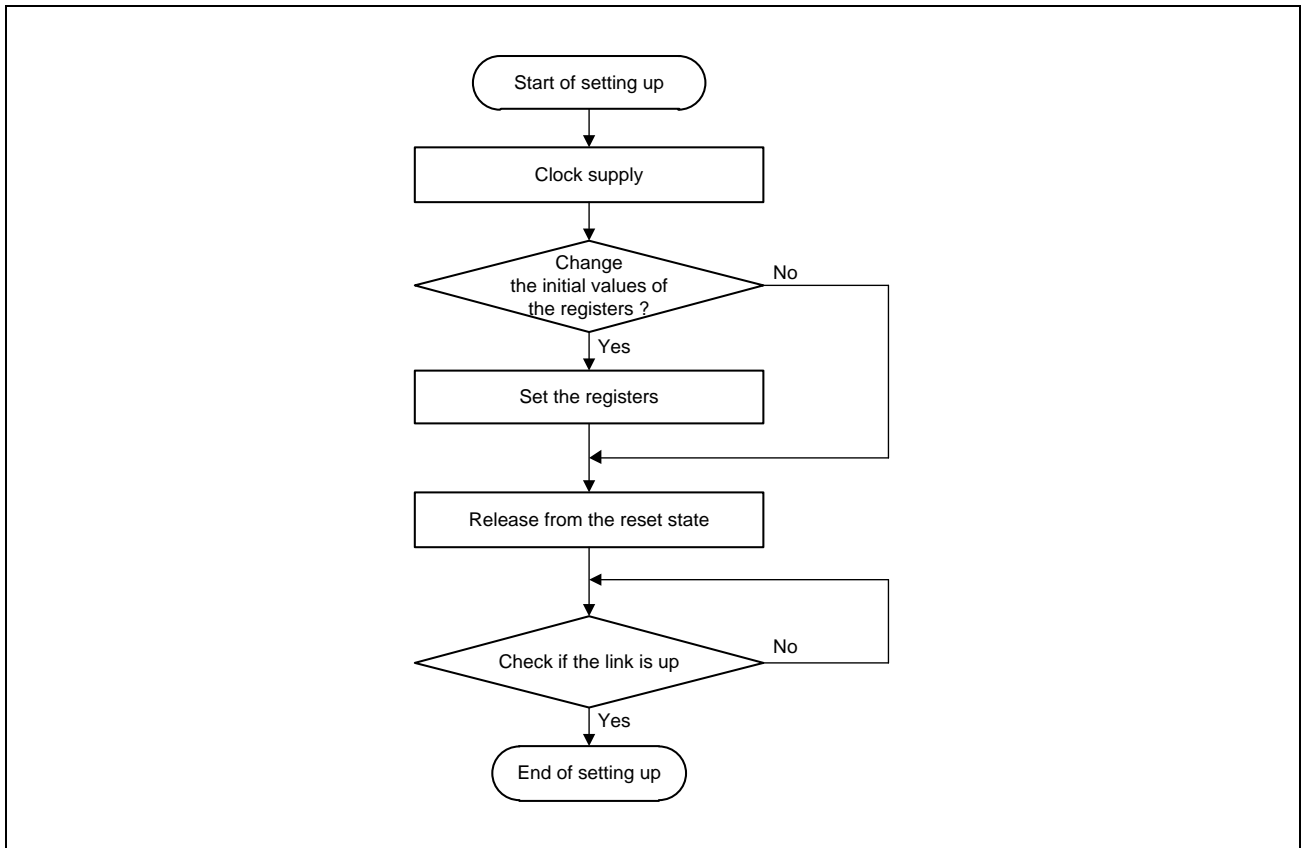 Start of setting up
Clock supply
Change
the initial values of
the registers ?
No
Yes
Set the registers
Release from the reset state
Check if the link is up
No
Yes
End of setting up